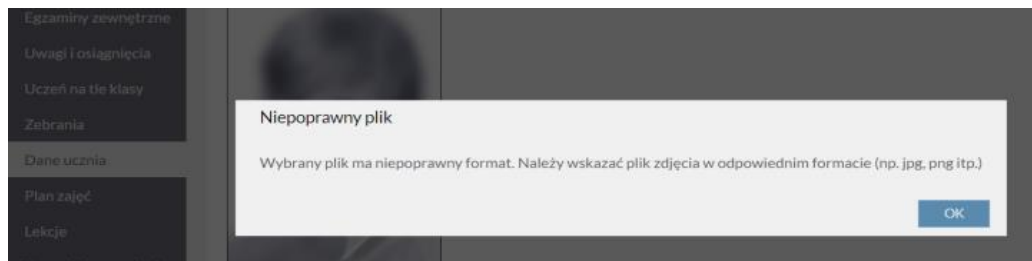 Egzaminy zewnętrzne
Uwagi i osiągnięcia
Uczeń na tle klasy
Zebrania
Dane ucznia
Plan zajęć
Lekcje
Niepoprawny plik
Wybrany plik ma niepoprawny format. Należy wskazać plik zdjęcia w odpowiednim formacie (np. jpg, png itp.)
OK